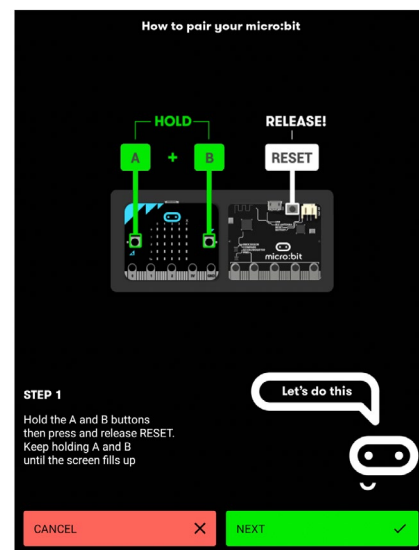 How to pair your micro:bit
HOLD
RELEASE!
A + B
RESET
micro:bit
STEP 1
Let's do this
Hold the A and B buttons
then press and release RESET.
Keep holding A and B
until the screen fills up
CANCEL
NEXT